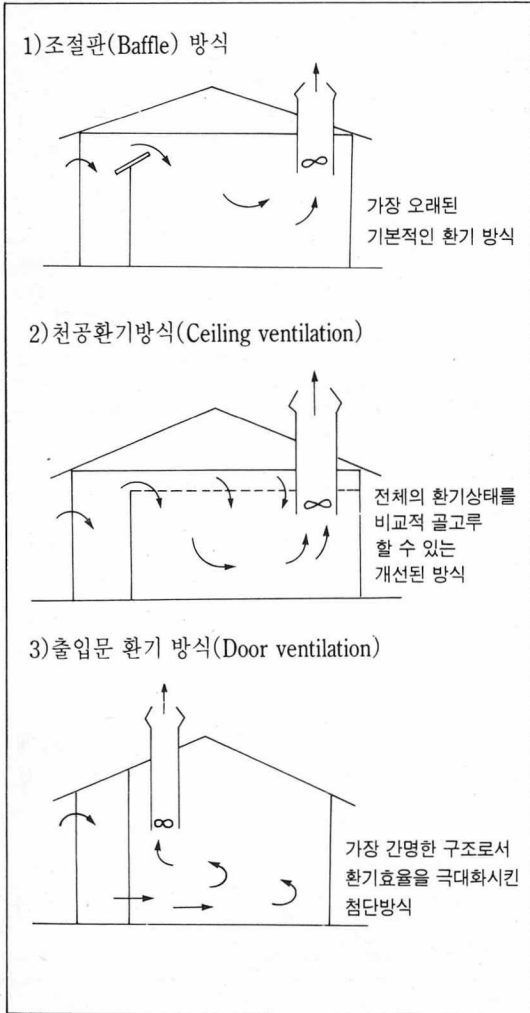 1)조절판(Baffle) 방식
가장 오래된
기본적인 환기 방식
2)천공환기방식(Ceiling ventilation)
전체의 환기상태를
비교적 골고루
할 수 있는
개선된 방식
3)출입문 환기 방식(Door ventilation)
가장 간명한 구조로서
환기효율을 극대화시킨
첨단방식